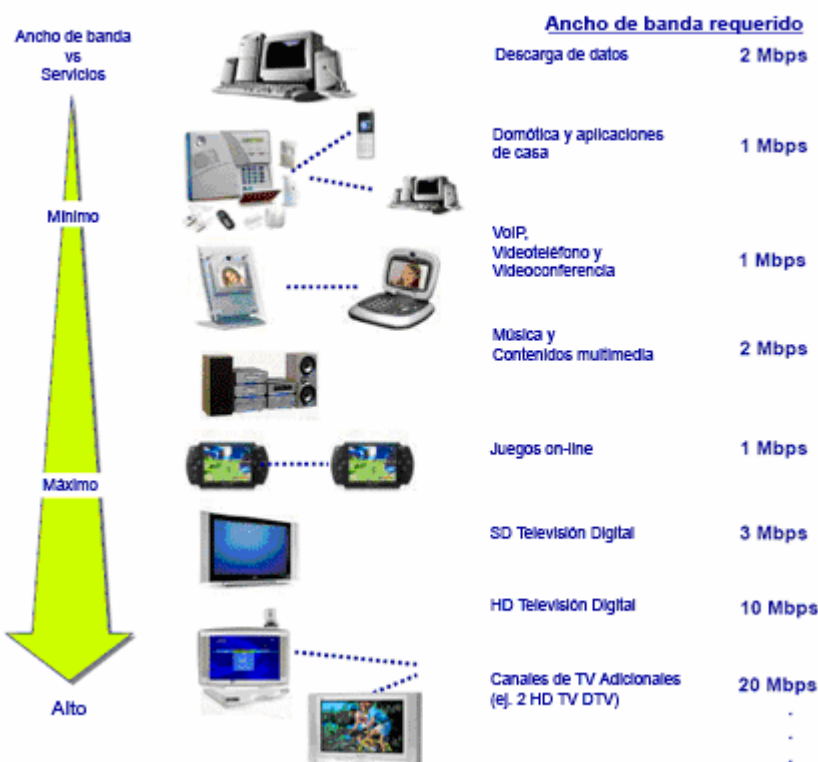 Ancho de banda
vs
Servicios
Ancho de banda requerido
Descarga de datos 2 Mbps
Domótica y aplicaciones
de casa 1 Mbps
Mínimo
VoIP,
Videoteléfono y
Videoconferencia 1 Mbps
Música y
Contenidos multimedia 2 Mbps
Juegos on-line 1 Mbps
Máximo
SD Televisión Digital 3 Mbps
HD Televisión Digital 10 Mbps
Canales de TV Adicionales
(ej. 2 HD TV DTV) 20 Mbps
Alto
.
.
.